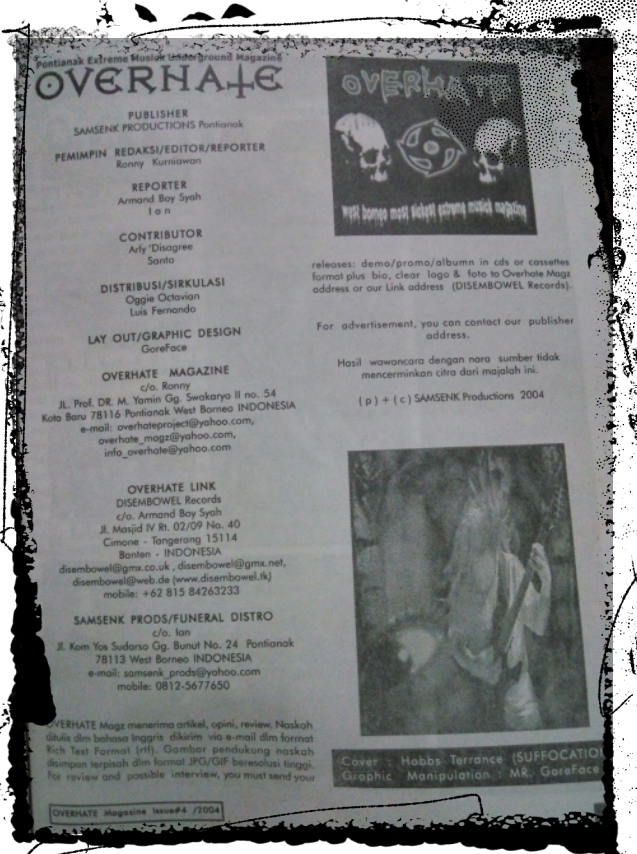 Pontianak Extreme Musick Underground Magazine
OVERHATE
PUBLISHER
SAMSENK PRODUCTIONS Pontianak
PEMIMPIN REDAKSI/EDITOR/REPORTER
Ronny Kurniawan
REPORTER
Armand Boy Syah
I o n
CONTRIBUTOR
Arly 'Disagree
Santo
DISTRIBUSI/SIRKULASI
Oggie Octavian
Luis Fernando
LAY OUT/GRAPHIC DESIGN
GoreFace
OVERHATE MAGAZINE
c/o. Ronny
JL. Prof. DR. M. Yamin Gg. Swakarya II no. 54
Kota Baru 78116 Pontianak West Borneo INDONESIA
e-mail: overhateproject@yahoo.com,
overhate_magz@yahoo.com,
info_overhate@yahoo.com
OVERHATE LINK
DISEMBOWEL Records
c/o. Armand Boy Syah
Jl. Masjid IV Rt. 02/09 No. 40
Cimone - Tangerang 15114
Banten - INDONESIA
disembowel@gmx.co.uk , disembowel@gmx.net,
disembowel@web.de (www.disembowel.tk)
mobile: +62 815 84263233
SAMSENK PRODS/FUNERAL DISTRO
c/o. Ian
Jl. Kom Yos Sudarso Gg. Bunut No. 24 Pontianak
78113 West Borneo INDONESIA
e-mail: samsenk_prods@yahoo.com
mobile: 0812-5677650
OVERHATE Magz menerima artikel, opini, review. Naskah
ditulis dlm bahasa Inggris dikirim via e-mail dlm format
Rich Text Format (rtf). Gambar pendukung naskah
disimpan terpisah dlm format JPG/GIF beresolusi tinggi.
For review and possible interview, you must send your
OVERHATE Magazine Issue#4 /2004
OVERHATE
west borneo most sickest extreme musick magazine
releases: demo/promo/albumn in cds or cassettes
format plus bio, clear logo & foto to Overhate Magz
address or our Link address (DISEMBOWEL Records).
For advertisement, you can contact our publisher
address.
Hasil wawancara dengan nara sumber tidak
mencerminkan citra dari majalah ini.
( p ) + ( c ) SAMSENK Productions 2004
Cover : Hobbs Terrance (SUFFOCATION
Graphic Manipulation : MR. GoreFace